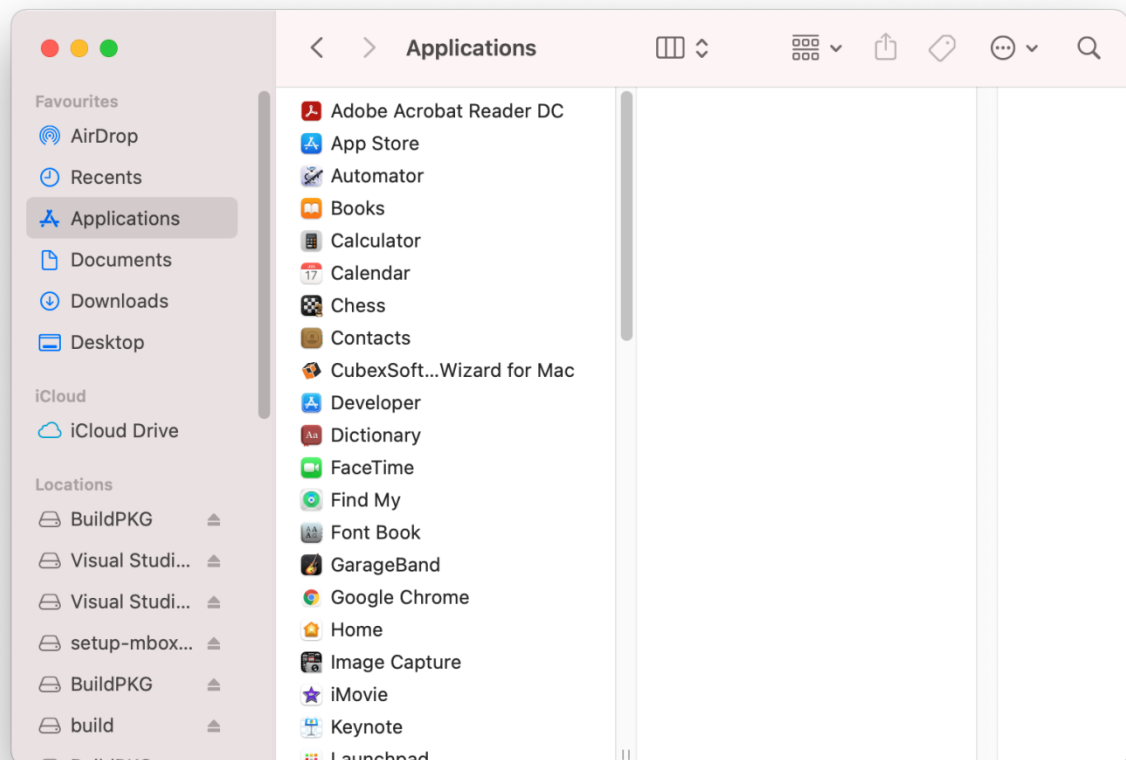 Applications
Favourites
AirDrop
Recents
Applications
Documents
Downloads
Desktop
iCloud
iCloud Drive
Locations
BuildPKG
Visual Studi...
Visual Studi...
setup-mbox...
BuildPKG
build
Adobe Acrobat Reader DC
App Store
Automator
Books
Calculator
Calendar
Chess
Contacts
CubexSoft...Wizard for Mac
Developer
Dictionary
FaceTime
Find My
Font Book
GarageBand
Google Chrome
Home
Image Capture
iMovie
Keynote
Launchpad